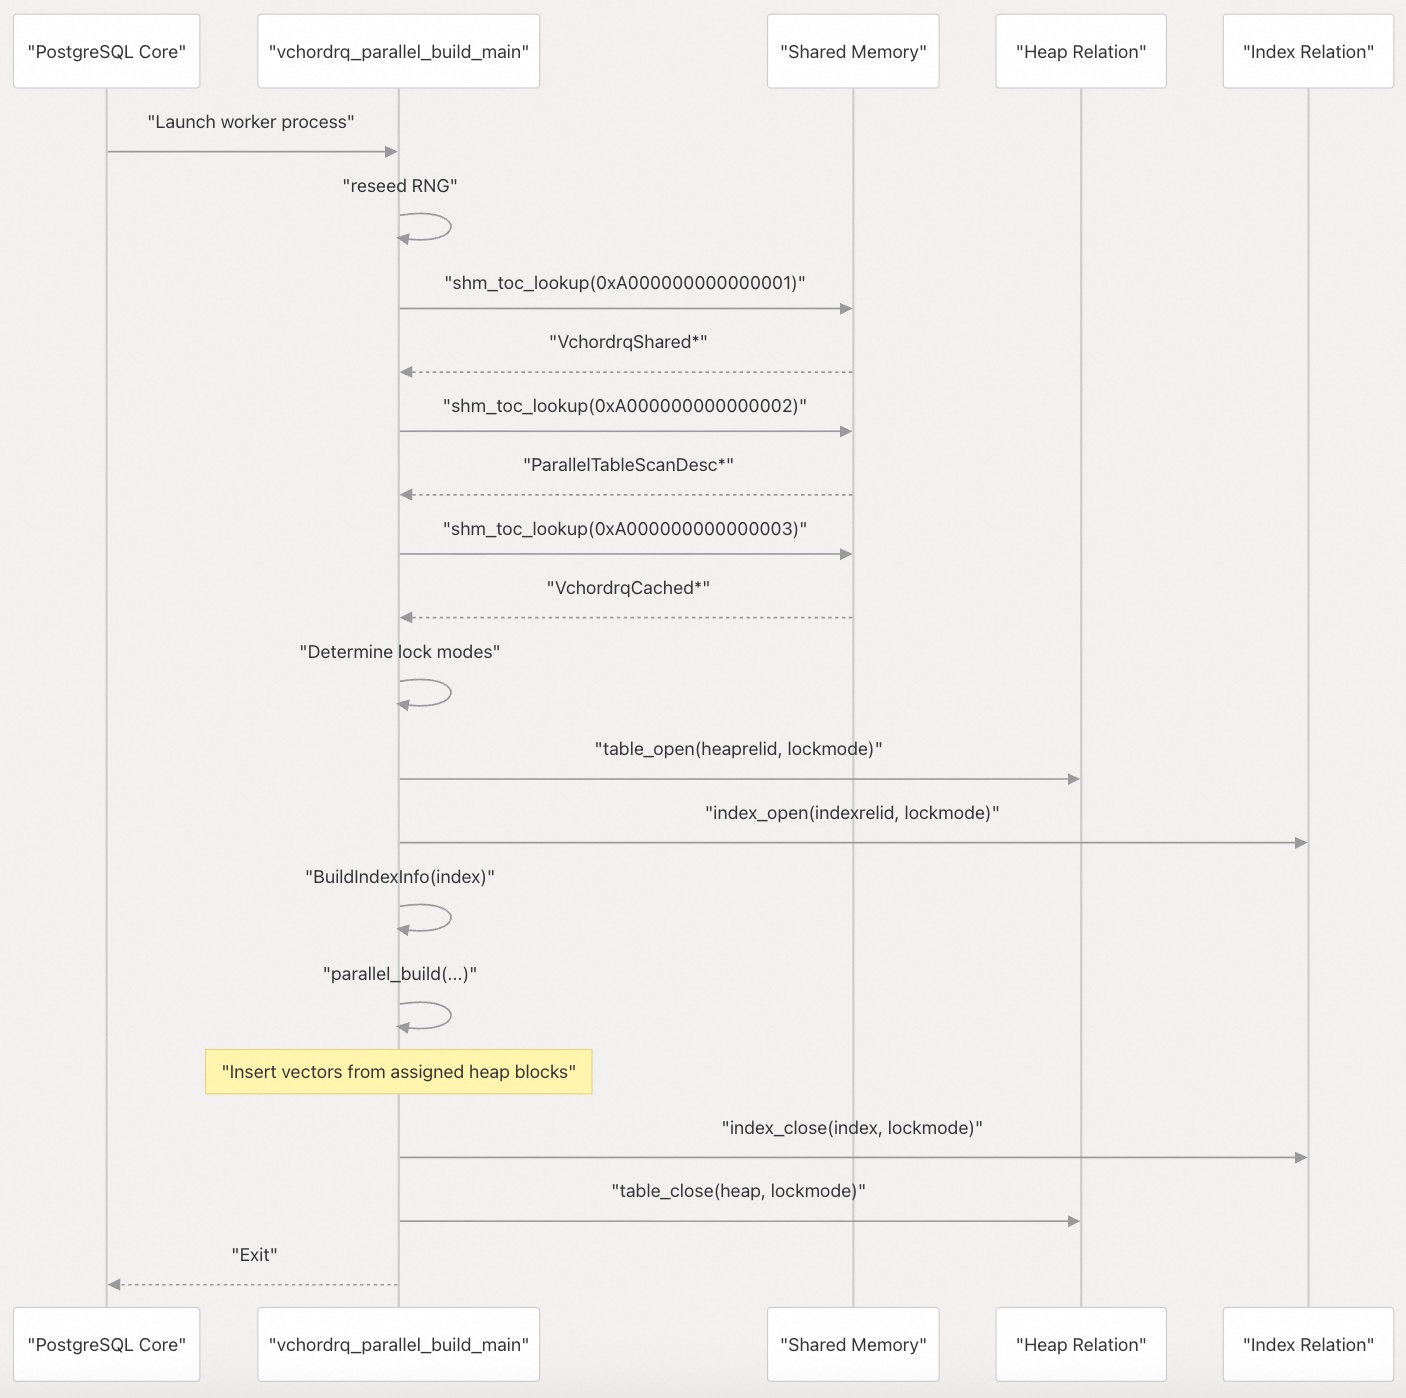 "PostgreSQL Core"
"vchordrq_parallel_build_main"
"Shared Memory"
"Heap Relation"
"Index Relation"
"Launch worker process"
"reseed RNG"
"shm_toc_lookup(0xA000000000000001)"
"VchordrqShared*"
"shm_toc_lookup(0xA000000000000002)"
"ParallelTableScanDesc*"
"shm_toc_lookup(0xA000000000000003)"
"VchordrqCached*"
"Determine lock modes"
"table_open(heaprelid, lockmode)"
"index_open(indexrelid, lockmode)"
"BuildIndexInfo(index)"
"parallel_build(...)"
"Insert vectors from assigned heap blocks"
"index_close(index, lockmode)"
"table_close(heap, lockmode)"
"Exit"
"PostgreSQL Core"
"vchordrq_parallel_build_main"
"Shared Memory"
"Heap Relation"
"Index Relation"